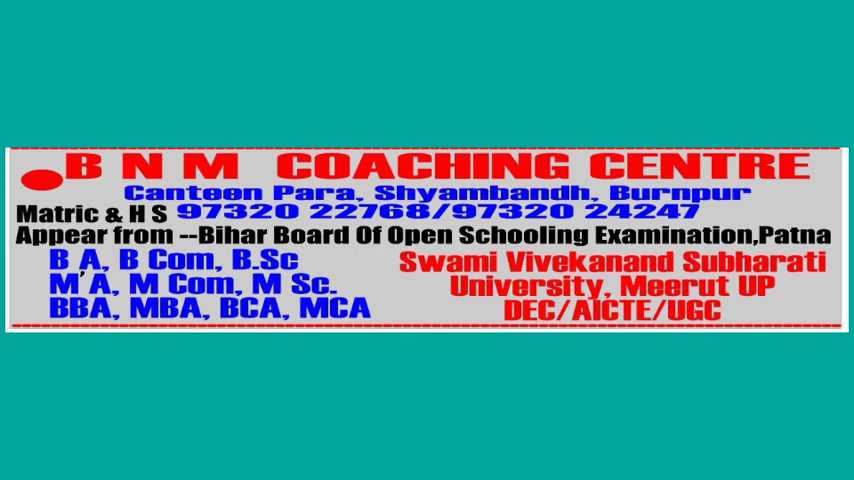 B N M COACHING CENTRE
Canteen Para, Shyambandh, Burnpur
Matric & H S 97320 22768/97320 24247
Appear from --Bihar Board Of Open Schooling Examination,Patna
B A, B Com, B.Sc
M'A, M Com, M Sc.
BBA, MBA, BCA, MCA
Swami Vivekanand Subharati
University, Meerut UP
DEC/AICTE/UGC